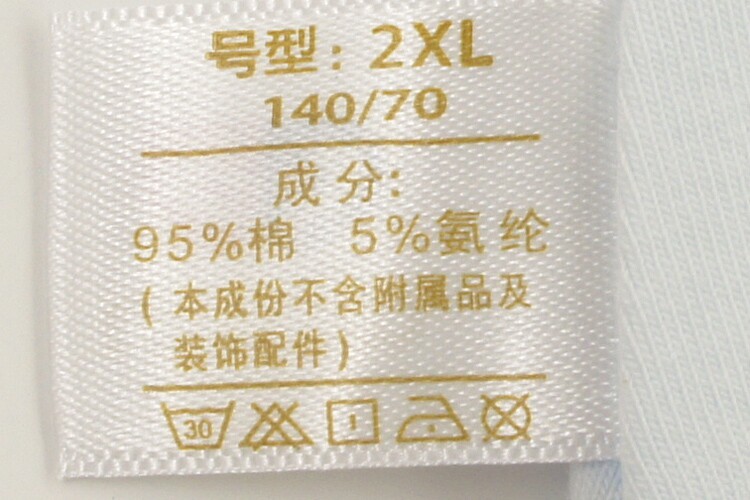 号型：2XL
140/70
成分：
95%棉 5%氨纶
(本成份不含附属品及
装饰配件)
30